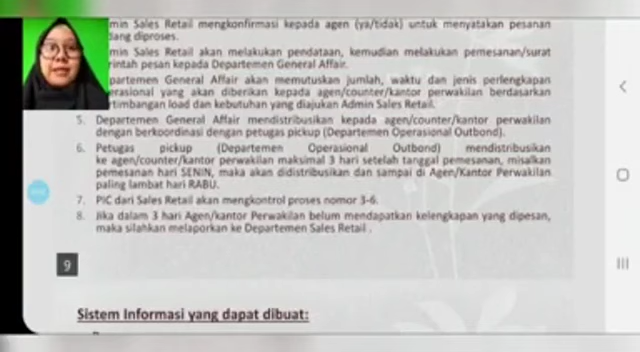 min Sales Retail mengkonfirmasi kepada agen (ya/tidak) untuk menyatakan pesanan
dang diproses.
min Sales Retail akan melakukan pendataan, kemudian melakukan pemesanan/surat
rintah pesan kepada Departemen General Affair.
partemen General Affair akan memutuskan jumlah, waktu dan jenis perlengkapan
erasional yang akan diberikan kepada agen/counter/kantor perwakilan berdasarkan
rtimbangan load dan kebutuhan yang diajukan Admin Sales Retail.
5. Departemen General Affair mendistribusikan kepada agen/counter/kantor perwakilan
dengan berkoordinasi dengan petugas pickup (Departemen Operasional Outbond).
6. Petugas pickup (Departemen Operasional Outbond) mendistribusikan
ke agen/counter/kantor perwakilan maksimal 3 hari setelah tanggal pemesanan, misalkan
pemesanan hari SENIN, maka akan didistribusikan dan sampai di Agen/Kantor Perwakilan
paling lambat hari RABU.
7. PIC dari Sales Retail akan mengkontrol proses nomor 3-6.
8. Jika dalam 3 hari Agen/kantor Perwakilan belum mendapatkan kelengkapan yang dipesan,
maka silahkan melaporkan ke Departemen Sales Retail .
9
Sistem Informasi yang dapat dibuat: